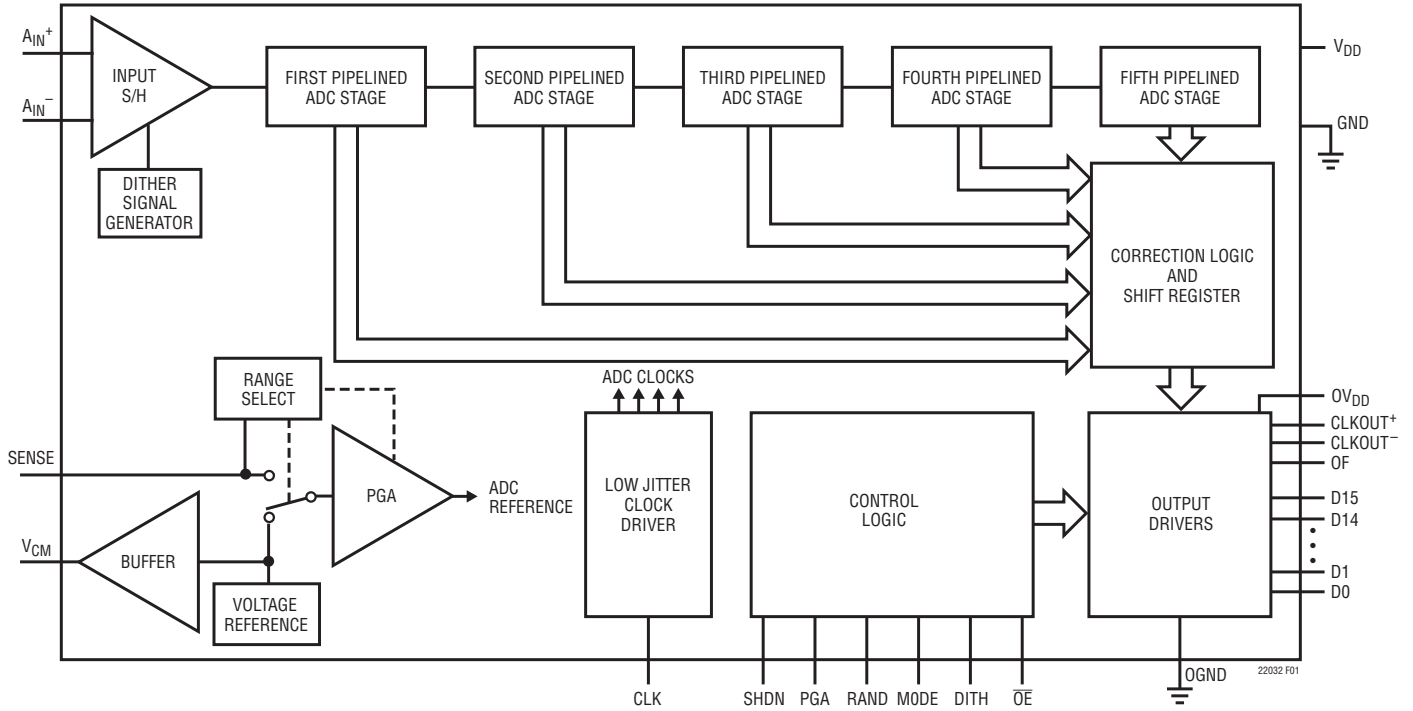 AIN+
AIN−
INPUT
S/H
DITHER
SIGNAL
GENERATOR
FIRST PIPELINED
ADC STAGE
SECOND PIPELINED
ADC STAGE
THIRD PIPELINED
ADC STAGE
FOURTH PIPELINED
ADC STAGE
FIFTH PIPELINED
ADC STAGE
VDD
GND
CORRECTION LOGIC
AND
SHIFT REGISTER
RANGE
SELECT
SENSE
VCM
BUFFER
VOLTAGE
REFERENCE
PGA
ADC
REFERENCE
ADC CLOCKS
LOW JITTER
CLOCK
DRIVER
CONTROL
LOGIC
OUTPUT
DRIVERS
OVDD
CLKOUT+
CLKOUT−
OF
D15
D14
•
•
•
D1
D0
OGND
22032 F01
CLK
SHDN
PGA
RAND
MODE
DITH
O̅E̅